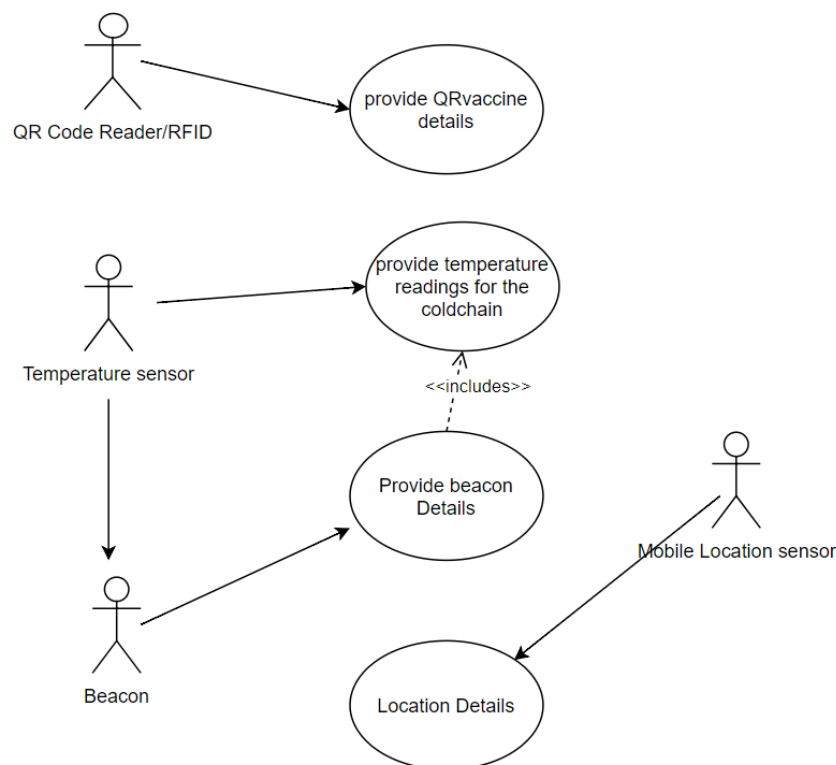 provide QRvaccine
details
QR Code Reader/RFID
provide temperature
readings for the
coldchain
Temperature sensor
<<includes>>
Provide beacon
Details
Mobile Location sensor
Beacon
Location Details